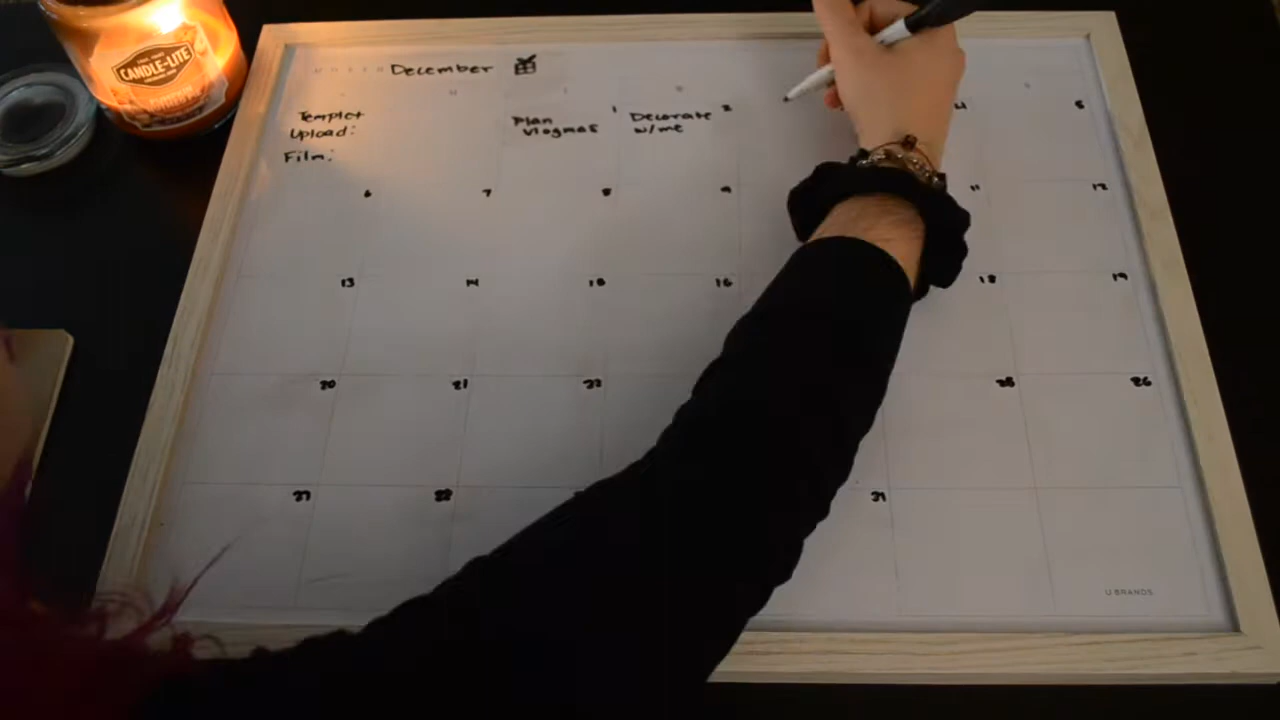 CANDLE-LITE
December
Templet
Upload:
Film:
Plan
Vlogmas
1
Decorate
w/me
2
4
5
6
7
8
9
11
12
13
14
15
16
18
19
20
21
22
25
26
27
28
31
U BRANDS